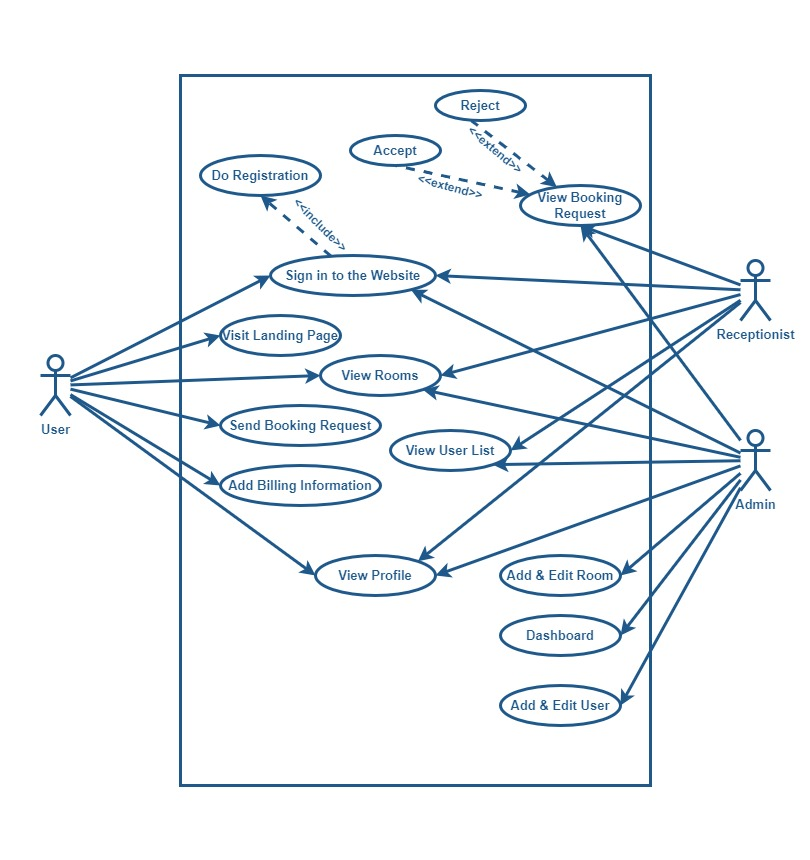 Reject
<<extend>>
Accept
<<extend>>
Do Registration
View Booking
Request
<<include>>
Sign in to the Website
Receptionist
Visit Landing Page
View Rooms
User
Send Booking Request
View User List
Add Billing Information
Admin
View Profile
Add & Edit Room
Dashboard
Add & Edit User